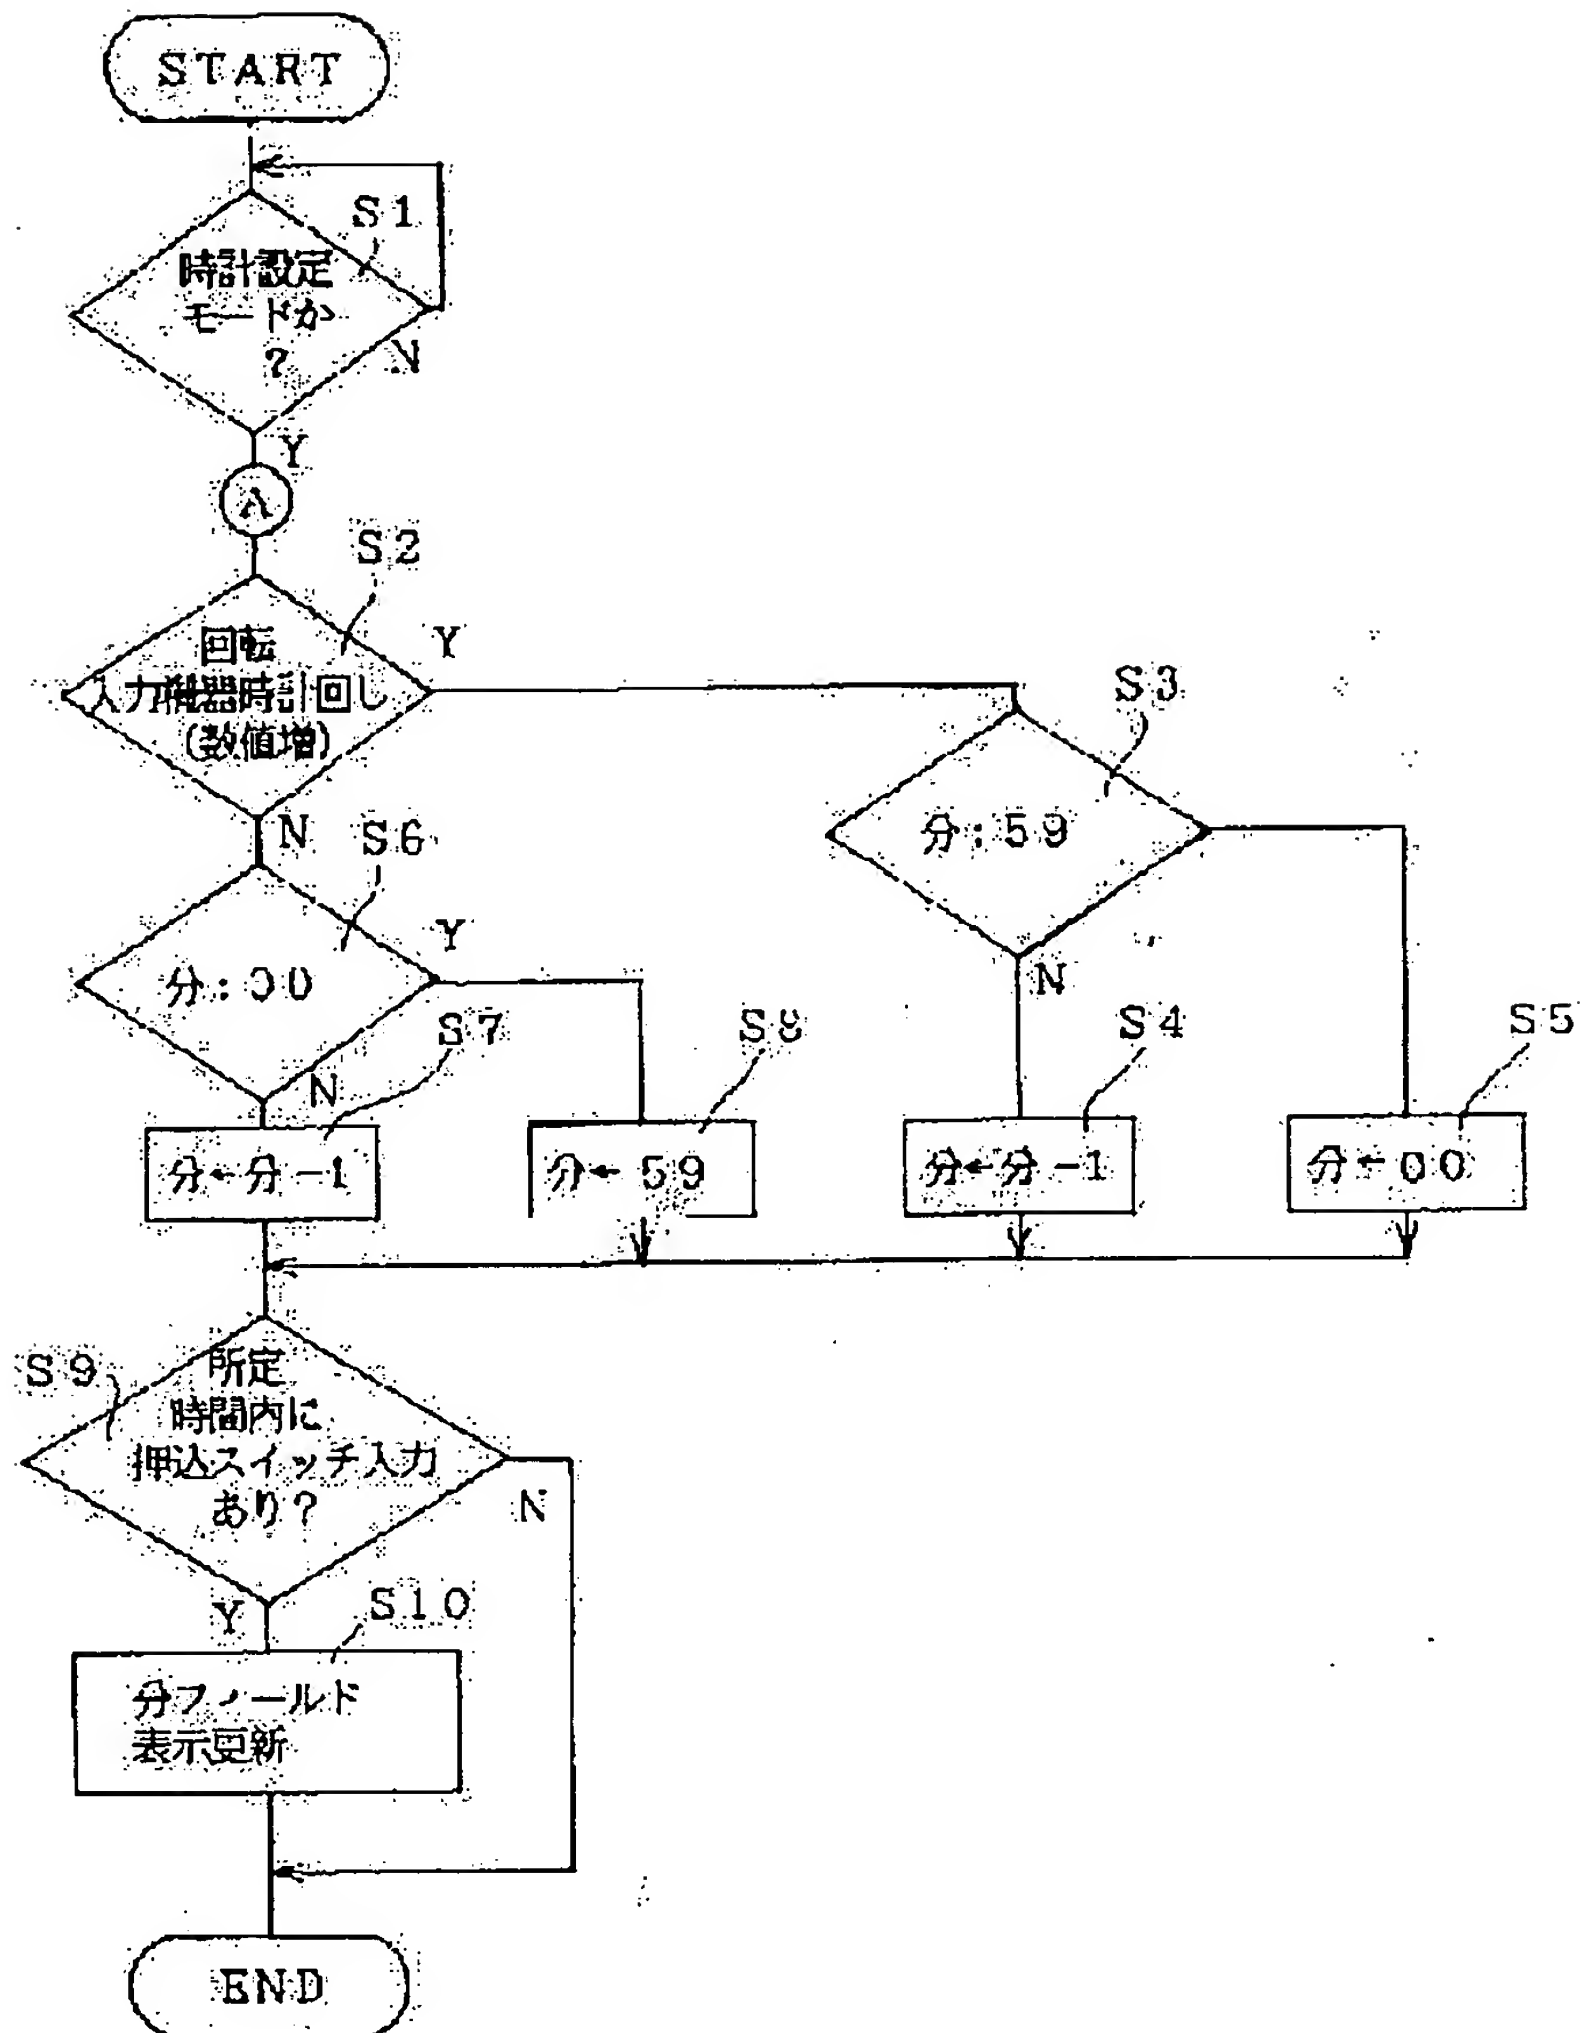 START
S1
時計設定
モードか
?
N
Y
A
S2
回転
入力 時計回し
(数値増)
Y
N
S3
分:59
N
S6
分:00
Y
N
S7
分←分-1
S8
分←59
S4
分←分-1
S5
分←00
S9
所定
時間内に
押込スイッチ入力
あり?
N
Y
S10
分フィールド
表示更新
END